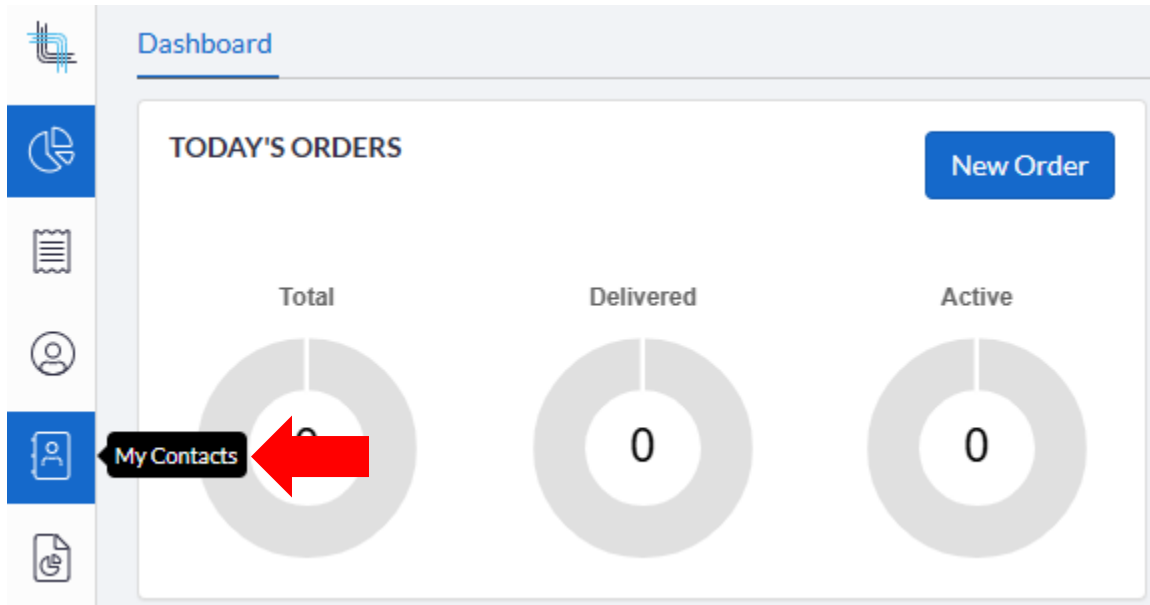 Dashboard
TODAY'S ORDERS
New Order
Total
Delivered
Active
My Contacts
0
0